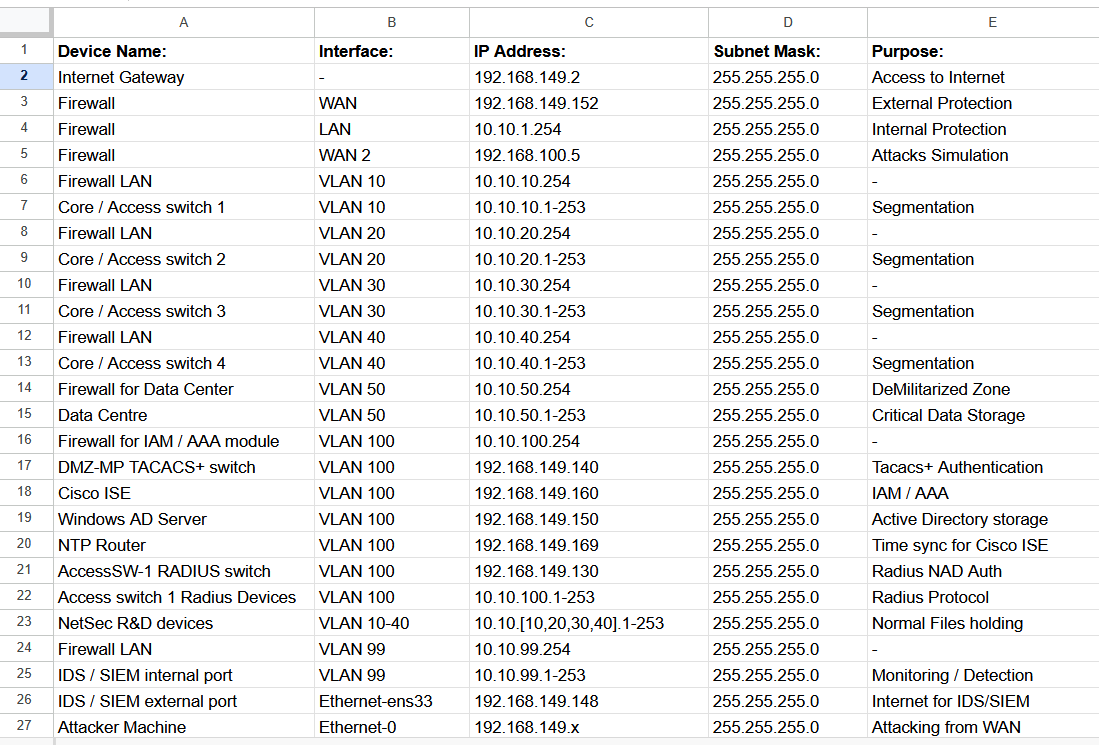 A B C D E
1 Device Name: Interface: IP Address: Subnet Mask: Purpose:
2 Internet Gateway - 192.168.149.2 255.255.255.0 Access to Internet
3 Firewall WAN 192.168.149.152 255.255.255.0 External Protection
4 Firewall LAN 10.10.1.254 255.255.255.0 Internal Protection
5 Firewall WAN 2 192.168.100.5 255.255.255.0 Attacks Simulation
6 Firewall LAN VLAN 10 10.10.10.254 255.255.255.0 -
7 Core / Access switch 1 VLAN 10 10.10.10.1-253 255.255.255.0 Segmentation
8 Firewall LAN VLAN 20 10.10.20.254 255.255.255.0 -
9 Core / Access switch 2 VLAN 20 10.10.20.1-253 255.255.255.0 Segmentation
10 Firewall LAN VLAN 30 10.10.30.254 255.255.255.0 -
11 Core / Access switch 3 VLAN 30 10.10.30.1-253 255.255.255.0 Segmentation
12 Firewall LAN VLAN 40 10.10.40.254 255.255.255.0 -
13 Core / Access switch 4 VLAN 40 10.10.40.1-253 255.255.255.0 Segmentation
14 Firewall for Data Center VLAN 50 10.10.50.254 255.255.255.0 DeMilitarized Zone
15 Data Centre VLAN 50 10.10.50.1-253 255.255.255.0 Critical Data Storage
16 Firewall for IAM / AAA module VLAN 100 10.10.100.254 255.255.255.0 -
17 DMZ-MP TACACS+ switch VLAN 100 192.168.149.140 255.255.255.0 Tacacs+ Authentication
18 Cisco ISE VLAN 100 192.168.149.160 255.255.255.0 IAM / AAA
19 Windows AD Server VLAN 100 192.168.149.150 255.255.255.0 Active Directory storage
20 NTP Router VLAN 100 192.168.149.169 255.255.255.0 Time sync for Cisco ISE
21 AccessSW-1 RADIUS switch VLAN 100 192.168.149.130 255.255.255.0 Radius NAD Auth
22 Access switch 1 Radius Devices VLAN 100 10.10.100.1-253 255.255.255.0 Radius Protocol
23 NetSec R&D devices VLAN 10-40 10.10.[10,20,30,40].1-253 255.255.255.0 Normal Files holding
24 Firewall LAN VLAN 99 10.10.99.254 255.255.255.0 -
25 IDS / SIEM internal port VLAN 99 10.10.99.1-253 255.255.255.0 Monitoring / Detection
26 IDS / SIEM external port Ethernet-ens33 192.168.149.148 255.255.255.0 Internet for IDS/SIEM
27 Attacker Machine Ethernet-0 192.168.149.x 255.255.255.0 Attacking from WAN